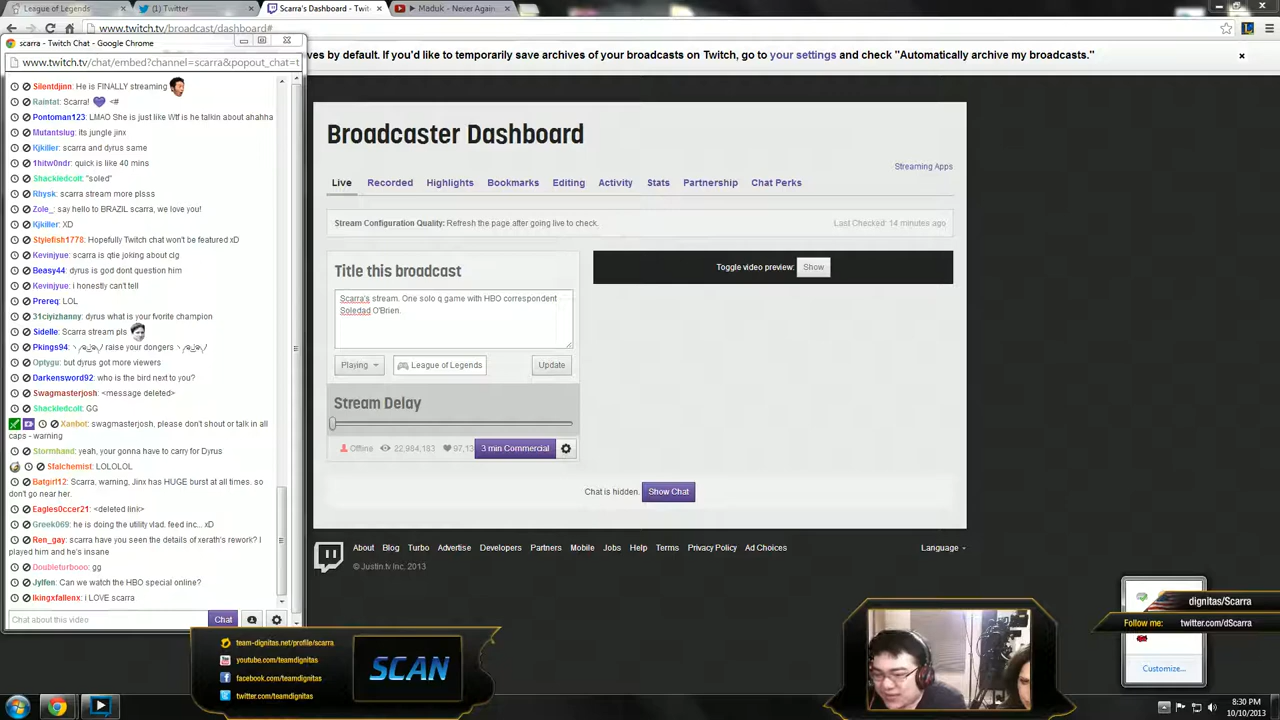 League of Legends
(1) Twitter
Scarra's Dashboard - Twit
Maduk - Never Again
www.twitch.tv/broadcast/dashboard#
scarra - Twitch Chat - Google Chrome
www.twitch.tv/chat/embed?channel=scarra&popout_chat=t
ves by default. If you'd like to temporarily save archives of your broadcasts on Twitch, go to your settings and check "Automatically archive my broadcasts."
Silentdjinn: He is FINALLY streaming
Raintat: Scarra! <#
Pontoman123: LMAO She is just like Wtf is he talkin about ahahha
Mutantslug: its jungle jinx
Kjkiller: scarra and dyrus same
1hitw0ndr: quick is like 40 mins
Shackledcolt: "soled"
Rhysk: scarra stream more plsss
Zole_: say hello to BRAZIL scarra, we love you!
Kjkiller: XD
Stylefish1778: Hopefully Twitch chat won't be featured xD
Kevinjyue: scarra is qtie joking about clg
Beasy44: dyrus is god dont question him
Kevinjyue: i honestly can't tell
Prereq: LOL
31ciyizhanny: dyrus what is your fvorite champion
Sidelle: Scarra stream pls
Pkings94: ヽ༼ຈل͜ຈ༽ﾉ raise your dongers ヽ༼ຈل͜ຈ༽ﾉ
Optygu: but dyrus got more viewers
Darkensword92: who is the bird next to you?
Swagmasterjosh: <message deleted>
Shackledcolt: GG
Xanbot: swagmasterjosh, please don't shout or talk in all
caps - warning
Stormhand: yeah, your gonna have to carry for Dyrus
Sfalchemist: LOLOLOL
Batgirl12: Scarra, warning, Jinx has HUGE burst at all times. so
don't go near her.
Eagles0ccer21: <deleted link>
Greek069: he is doing the utility vlad. feed inc... xD
Ren_gay: scarra have you seen the details of xerath's rework? I
played him and he's insane
Doubleturbooo: gg
Jylfen: Can we watch the HBO special online?
Ikingxfallenx: i LOVE scarra
Chat about this video
Chat
Broadcaster Dashboard
Streaming Apps
Live Recorded Highlights Bookmarks Editing Activity Stats Partnership Chat Perks
Stream Configuration Quality: Refresh the page after going live to check.
Last Checked: 14 minutes ago
Title this broadcast
Scarra's stream. One solo q game with HBO correspondent
Soledad O'Brien.
Playing
League of Legends
Update
Toggle video preview:
Show
Stream Delay
Offline
22,984,183
97,13
3 min Commercial
Chat is hidden.
Show Chat
About Blog Turbo Advertise Developers Partners Mobile Jobs Help Terms Privacy Policy Ad Choices
Language
© Justin.tv Inc. 2013
team-dignitas.net/profile/scarra
youtube.com/teamdignitas
facebook.com/teamdignitas
twitter.com/teamdignitas
SCAN
dignitas/Scarra
Follow me: twitter.com/dScarra
Customize...
8:30 PM
10/10/2013